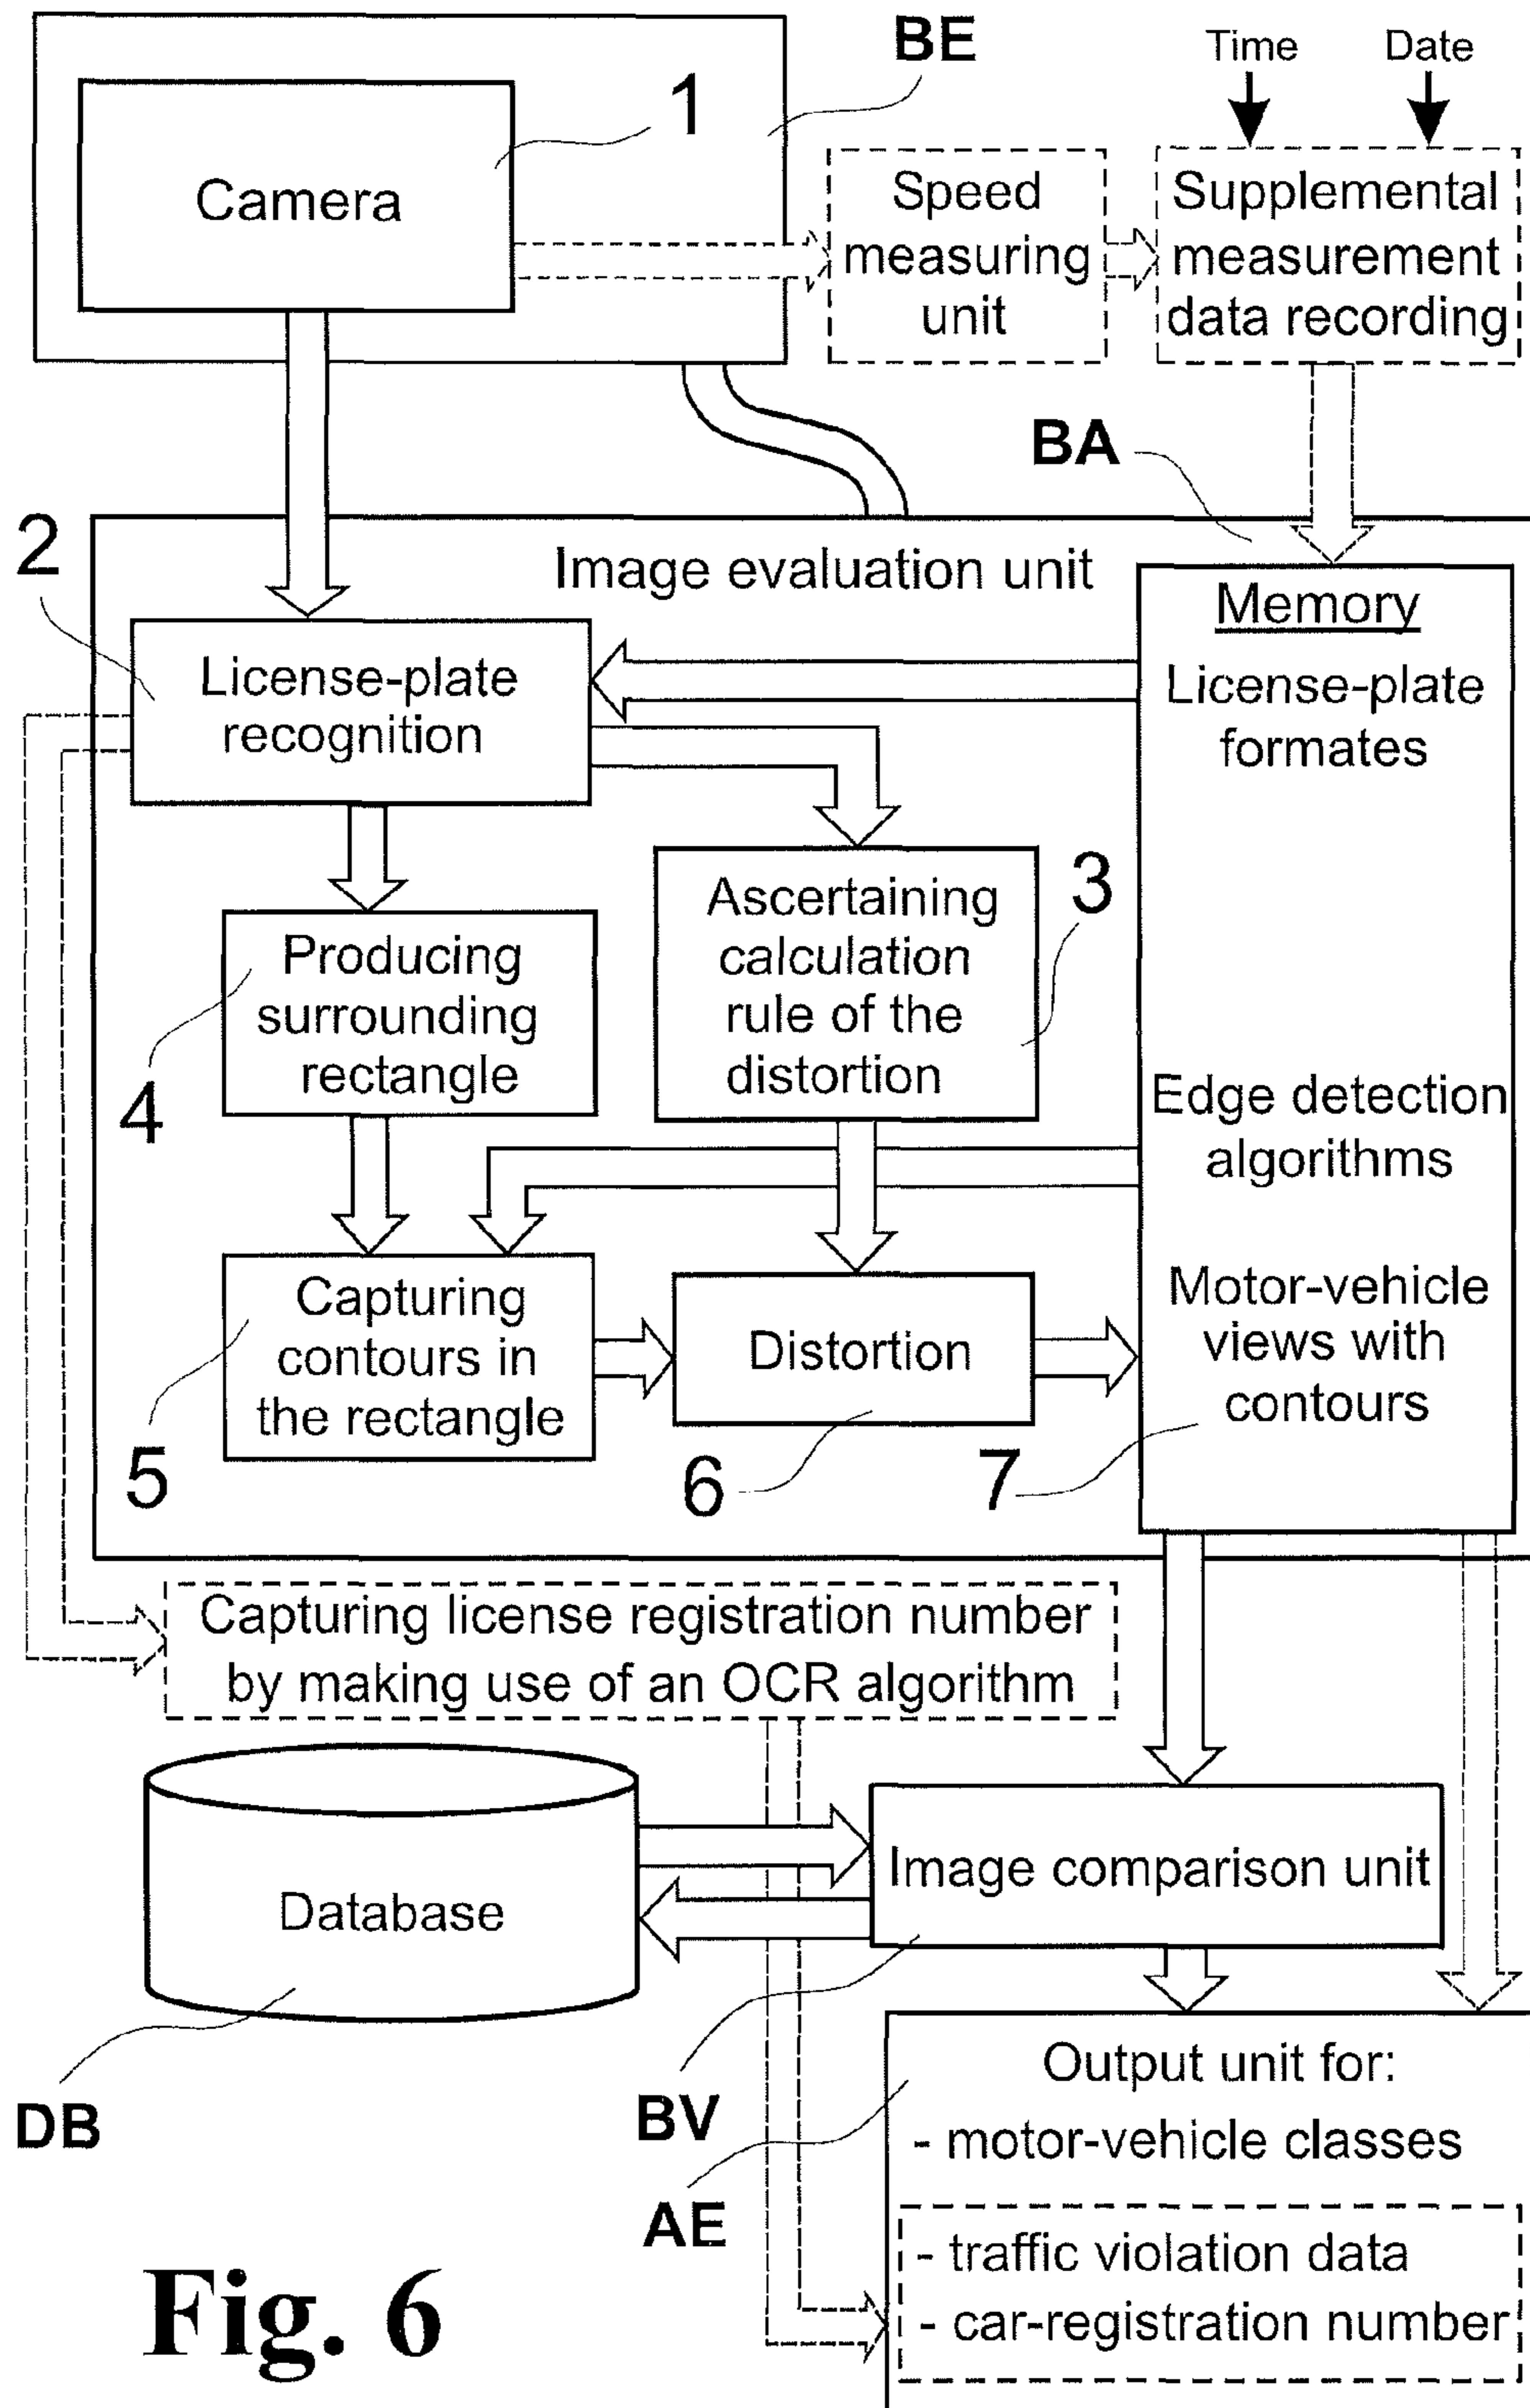 BE
Time
Date
1
Camera
Speed
measuring
unit
Supplemental
measurement
data recording
BA
2
Image evaluation unit
Memory
License-plate
formates
Edge detection
algorithms
Motor-vehicle
views with
contours
License-plate
recognition
3
Ascertaining
calculation
rule of the
distortion
Producing
surrounding
rectangle
4
Capturing
contours in
the rectangle
5
Distortion
6
7
Capturing license registration number
by making use of an OCR algorithm
Database
Image comparison unit
DB
BV
AE
Output unit for:
- motor-vehicle classes
- traffic violation data
- car-registration number
Fig. 6